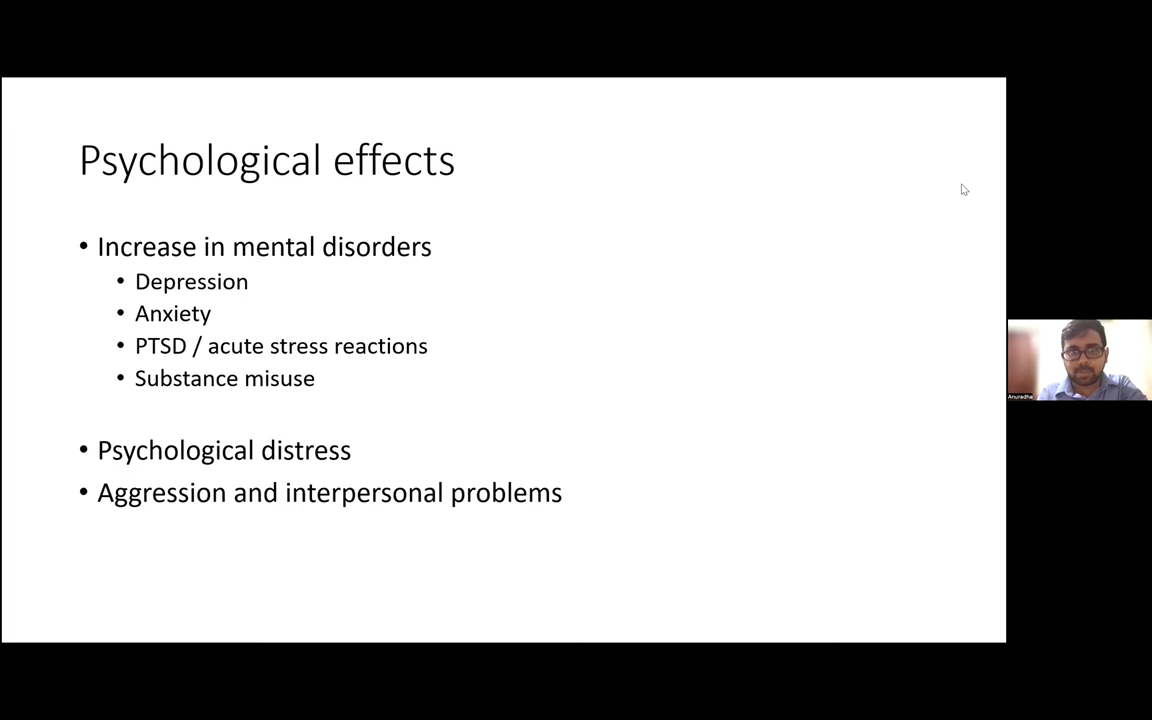 Psychological effects
• Increase in mental disorders
• Depression
• Anxiety
• PTSD / acute stress reactions
• Substance misuse
• Psychological distress
• Aggression and interpersonal problems
Anuradha